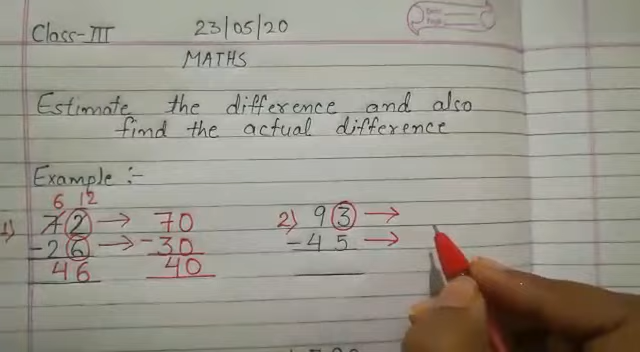 Class-III 23/05/20
MATHS
Estimate the difference and also
find the actual difference
Example :-
6 12
1) 72 → 70 2) 93 →
-26 → -30 -45 →
46 40